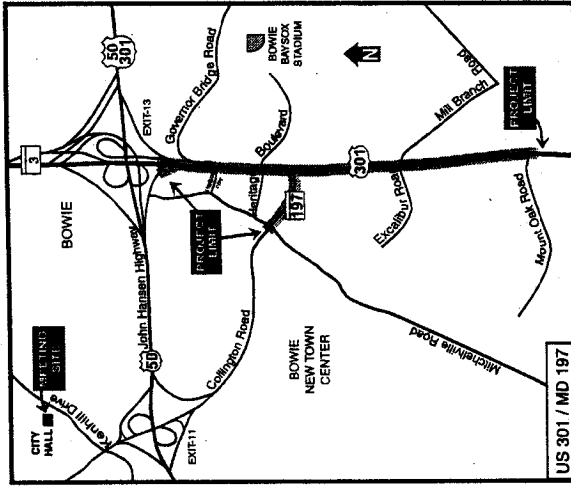 3
50
301
EXIT-13
Governor Bridge Road
BOWIE
BAYSOX
STADIUM
N
BOWIE
John Hansen Highway
50
MEETING
SITE
CITY
HALL
Kenhill Drive
EXIT-11
Collington Road
PROJECT
LIMIT
Heritage Boulevard
197
301
Mill Branch
Road
Excalibur Road
PROJECT
LIMIT
Mount Oak Road
BOWIE
NEW TOWN
CENTER
Mitchellville Road
US 301 / MD 197